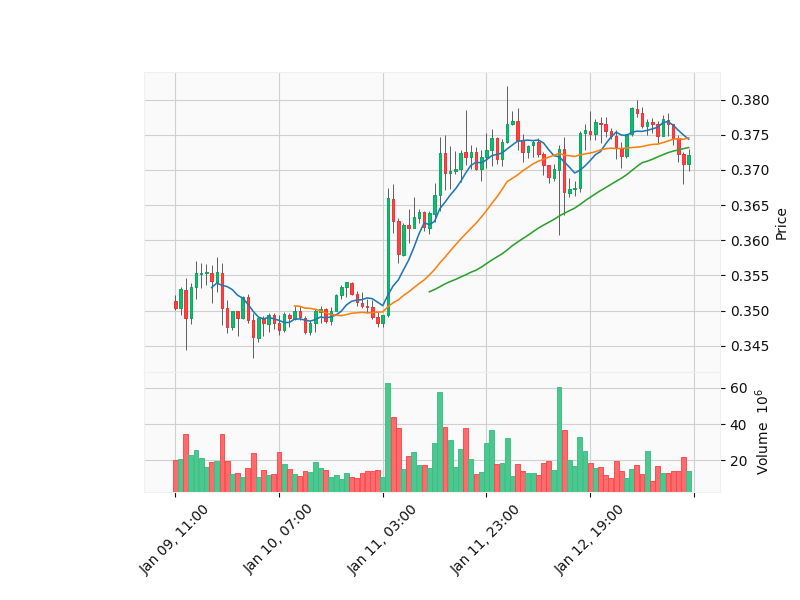 0.380
0.375
0.370
0.365
0.360
0.355
0.350
0.345
Price
60
40
20
Volume 10^6
Jan 09, 11:00
Jan 10, 07:00
Jan 11, 03:00
Jan 11, 23:00
Jan 12, 19:00